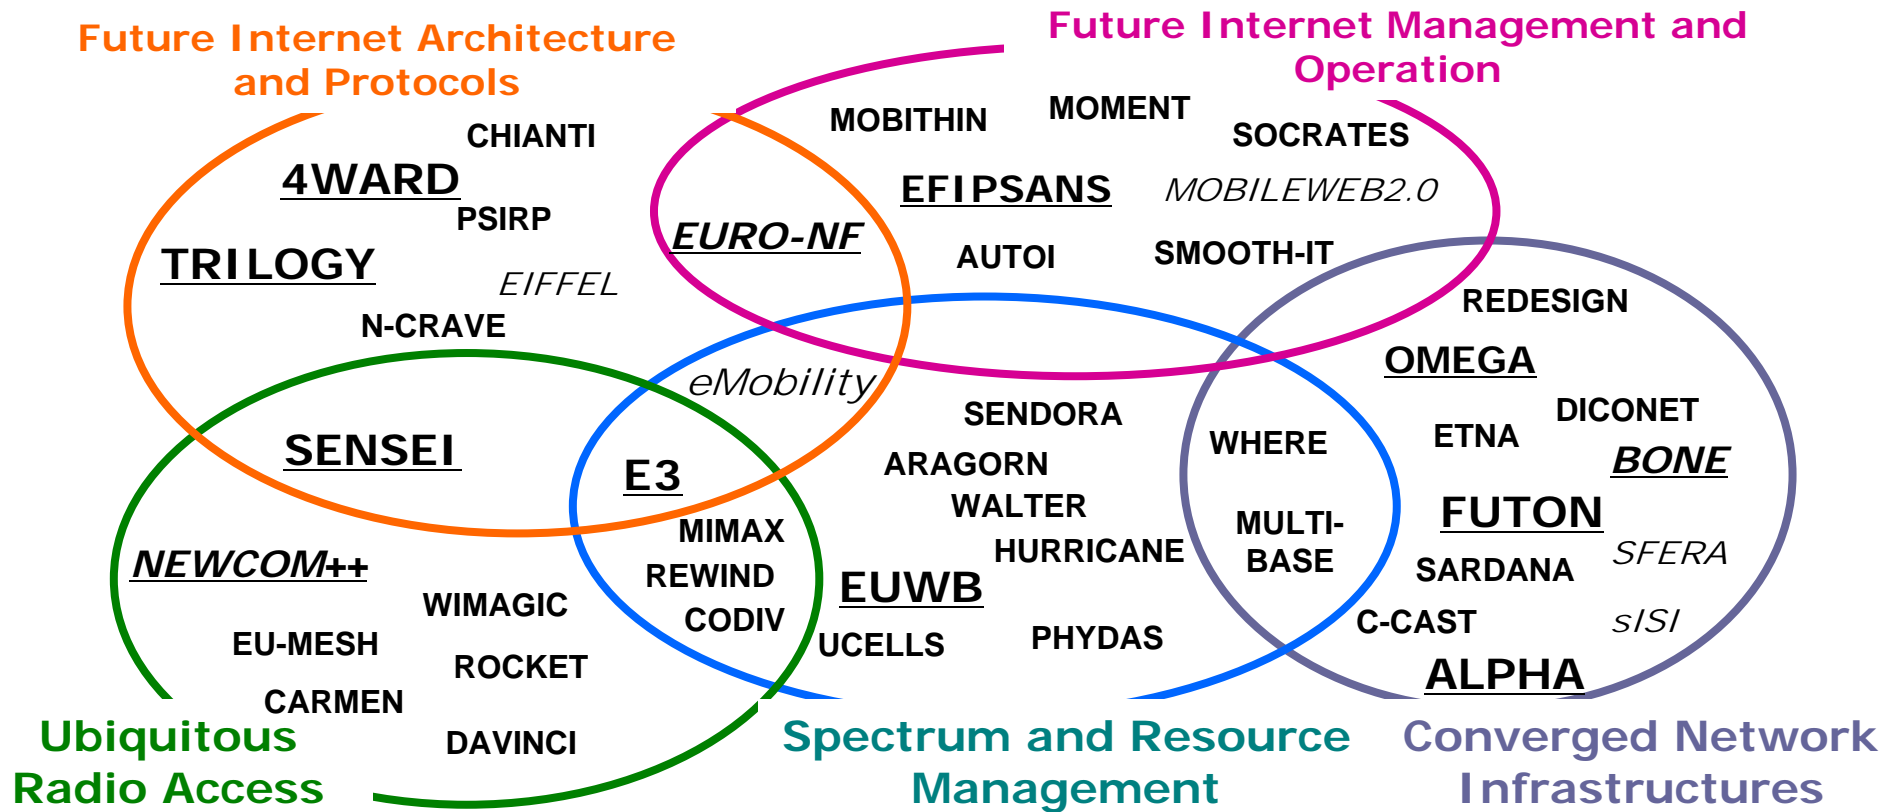 Future Internet Architecture
and Protocols
Future Internet Management and
Operation
CHIANTI
4WARD
PSIRP
TRILOGY
EIFFEL
N-CRAVE
EURO-NF
MOBITHIN
MOMENT
SOCRATES
EFIPSANS
MOBILEWEB2.0
AUTOI
SMOOTH-IT
REDESIGN
OMEGA
DICONET
ETNA
BONE
FUTON
SFERA
SARDANA
C-CAST
sISI
ALPHA
eMobility
SENSEI
E3
SENDORA
ARAGORN
WALTER
HURRICANE
EUWB
UCELLS
PHYDAS
WHERE
MULTI-
BASE
MIMAX
REWIND
CODIV
NEWCOM++
WIMAGIC
EU-MESH
ROCKET
CARMEN
DAVINCI
Ubiquitous
Radio Access
Spectrum and Resource
Management
Converged Network
Infrastructures